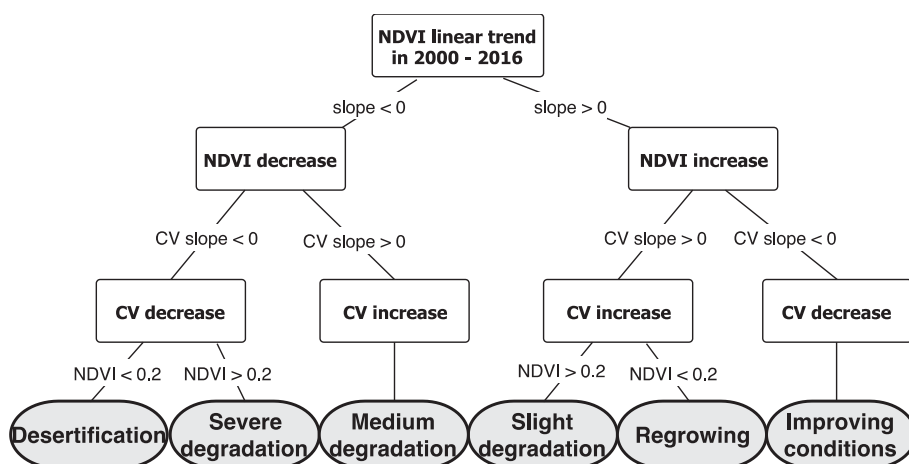 NDVI linear trend
in 2000 - 2016
slope < 0
slope > 0
NDVI decrease
NDVI increase
CV slope < 0
CV slope > 0
CV slope > 0
CV slope < 0
CV decrease
CV increase
CV increase
CV decrease
NDVI < 0.2
NDVI > 0.2
NDVI > 0.2
NDVI < 0.2
Desertification
Severe
degradation
Medium
degradation
Slight
degradation
Regrowing
Improving
conditions